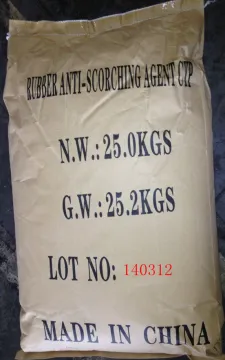 RUBBER ANTI-SCORCHING AGENT CTP
N.W.: 25.0KGS
G.W.: 25.2KGS
LOT NO: 140312
MADE IN CHINA